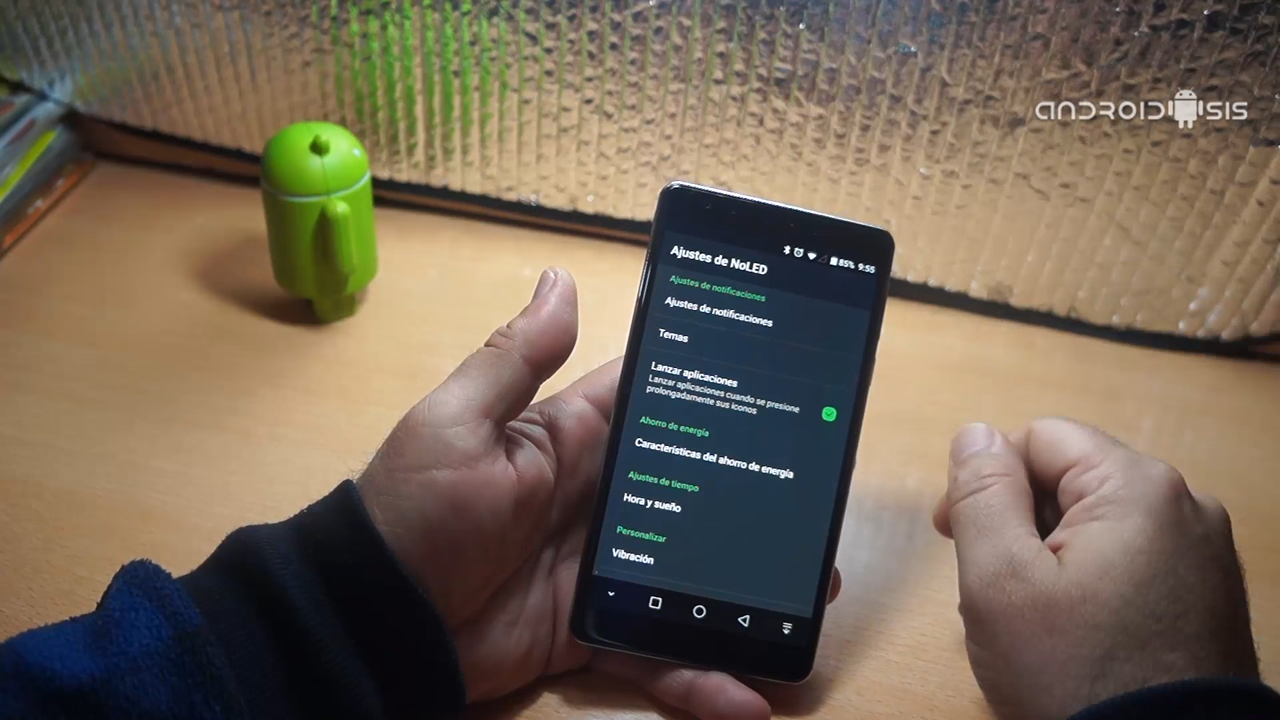 ANDROIDSIS
85% 9:55
Ajustes de NoLED
Ajustes de notificaciones
Ajustes de notificaciones
Temas
Lanzar aplicaciones
Lanzar aplicaciones cuando se presione
prolongadamente sus iconos
Ahorro de energía
Características del ahorro de energía
Ajustes de tiempo
Hora y sueño
Personalizar
Vibración